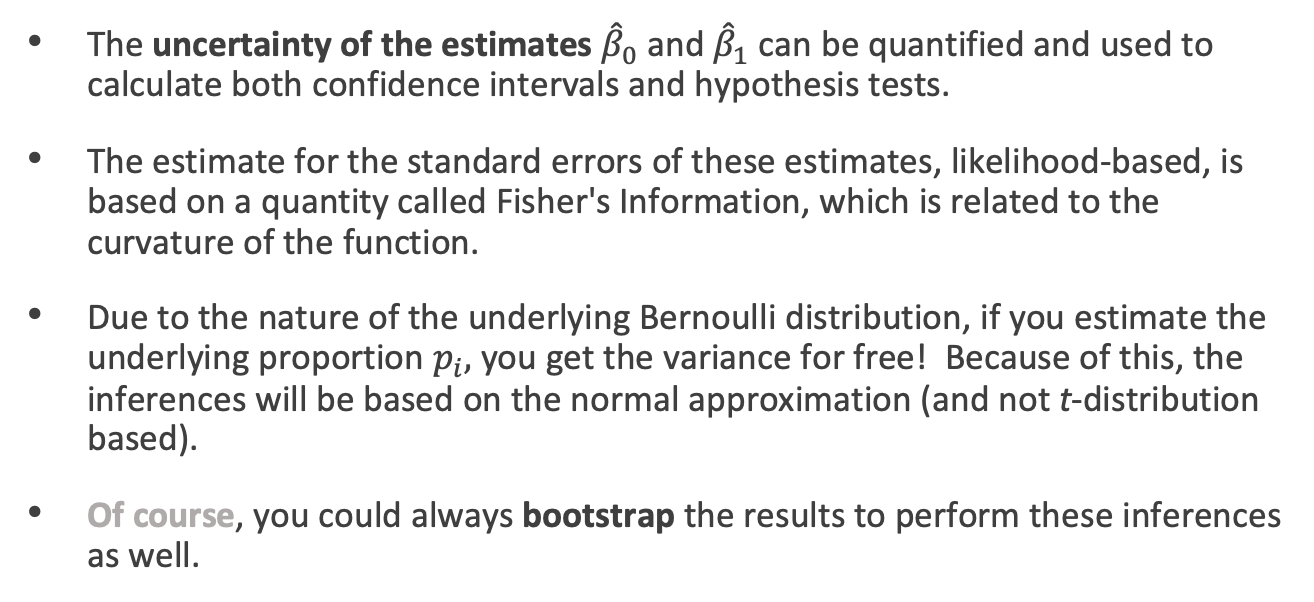 • The uncertainty of the estimates β̂₀ and β̂₁ can be quantified and used to
calculate both confidence intervals and hypothesis tests.
• The estimate for the standard errors of these estimates, likelihood-based, is
based on a quantity called Fisher's Information, which is related to the
curvature of the function.
• Due to the nature of the underlying Bernoulli distribution, if you estimate the
underlying proportion pᵢ, you get the variance for free!  Because of this, the
inferences will be based on the normal approximation (and not t-distribution
based).
• Of course, you could always bootstrap the results to perform these inferences
as well.